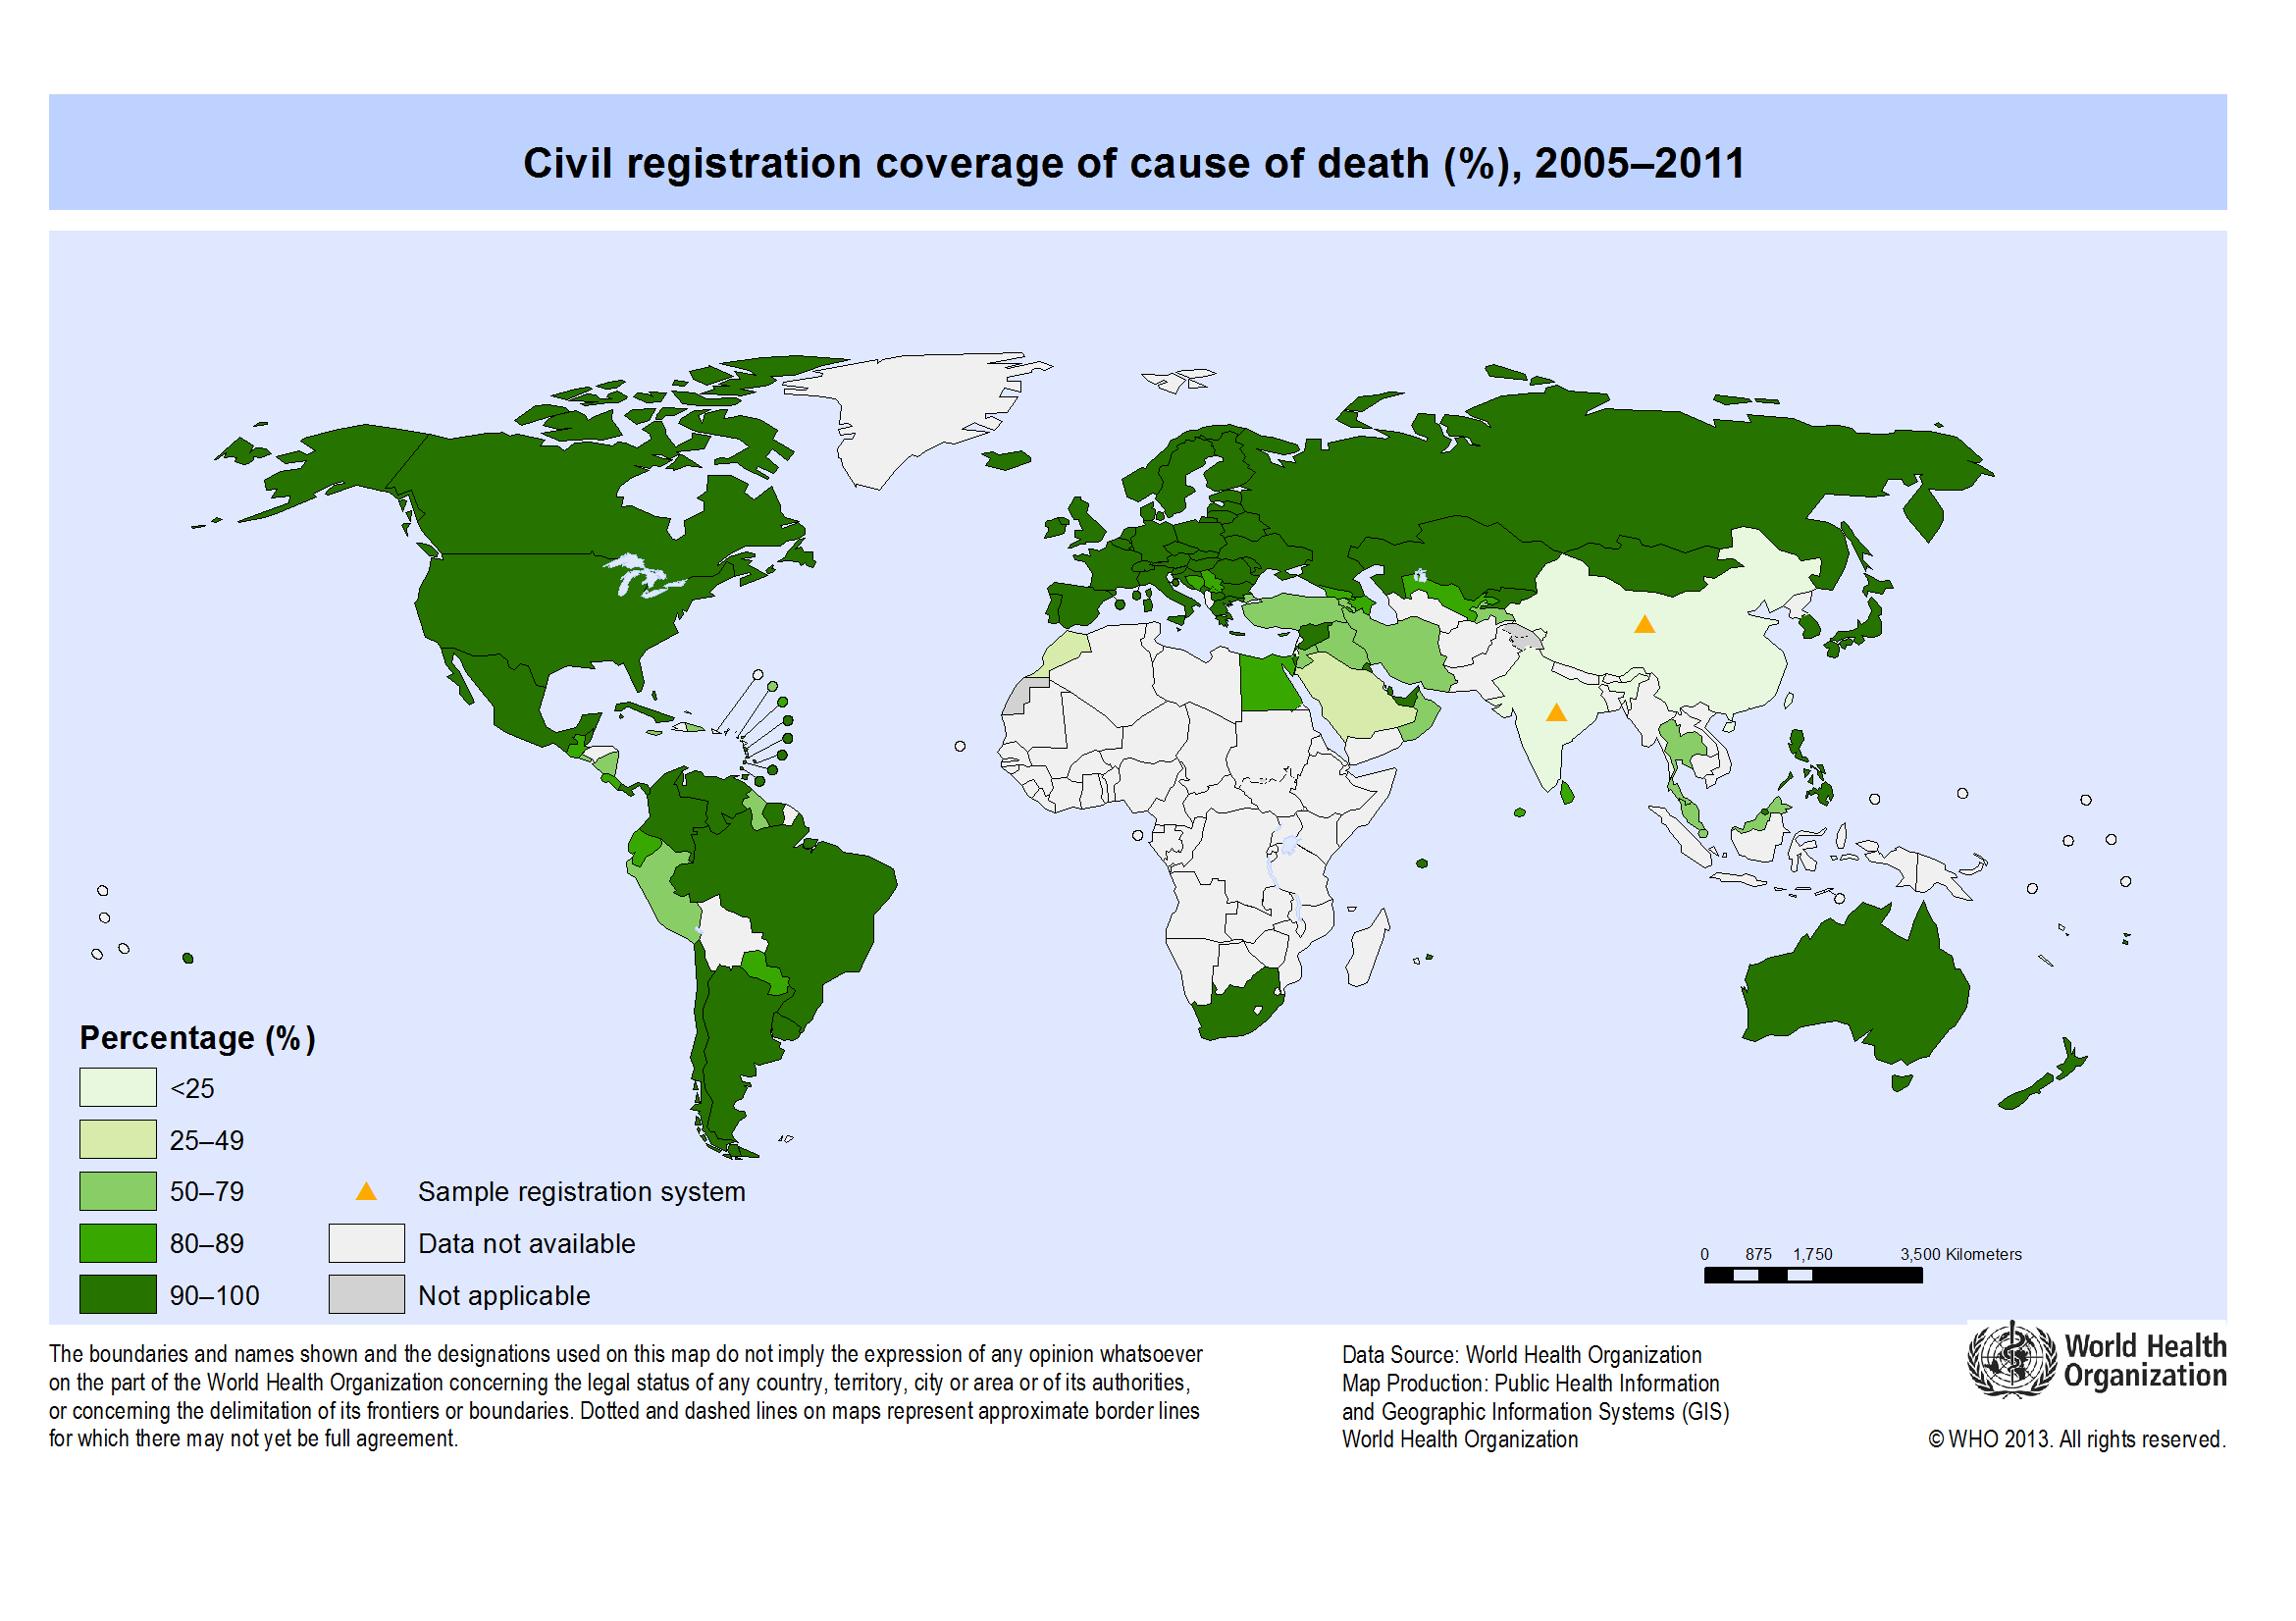 Civil registration coverage of cause of death (%), 2005–2011
Percentage (%)
<25
25–49
50–79
80–89
90–100
Sample registration system
Data not available
Not applicable
0 875 1,750 3,500 Kilometers
The boundaries and names shown and the designations used on this map do not imply the expression of any opinion whatsoever
on the part of the World Health Organization concerning the legal status of any country, territory, city or area or of its authorities,
or concerning the delimitation of its frontiers or boundaries. Dotted and dashed lines on maps represent approximate border lines
for which there may not yet be full agreement.
Data Source: World Health Organization
Map Production: Public Health Information
and Geographic Information Systems (GIS)
World Health Organization
World Health
Organization
© WHO 2013. All rights reserved.